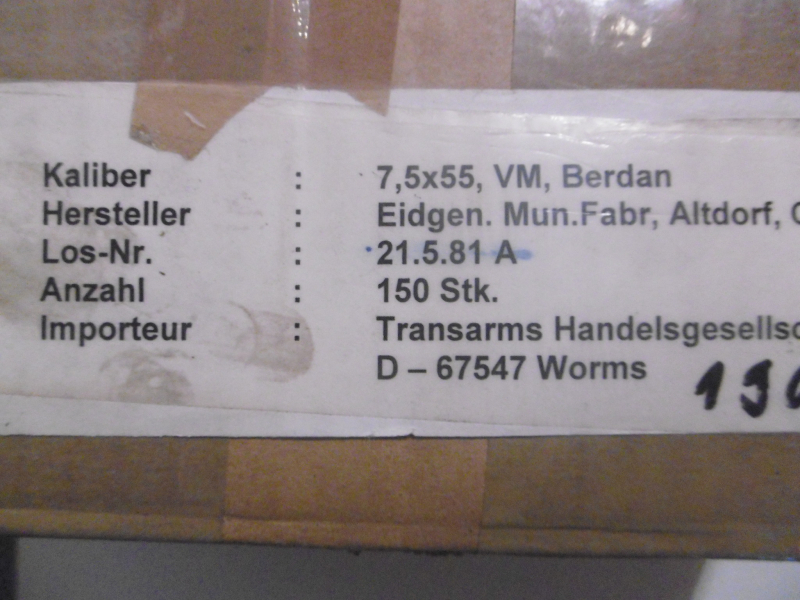 Kaliber : 7,5x55, VM, Berdan
Hersteller : Eidgen. Mun.Fabr, Altdorf,
Los-Nr. : 21.5.81 A
Anzahl : 150 Stk.
Importeur : Transarms Handelsgesellsc
D – 67547 Worms